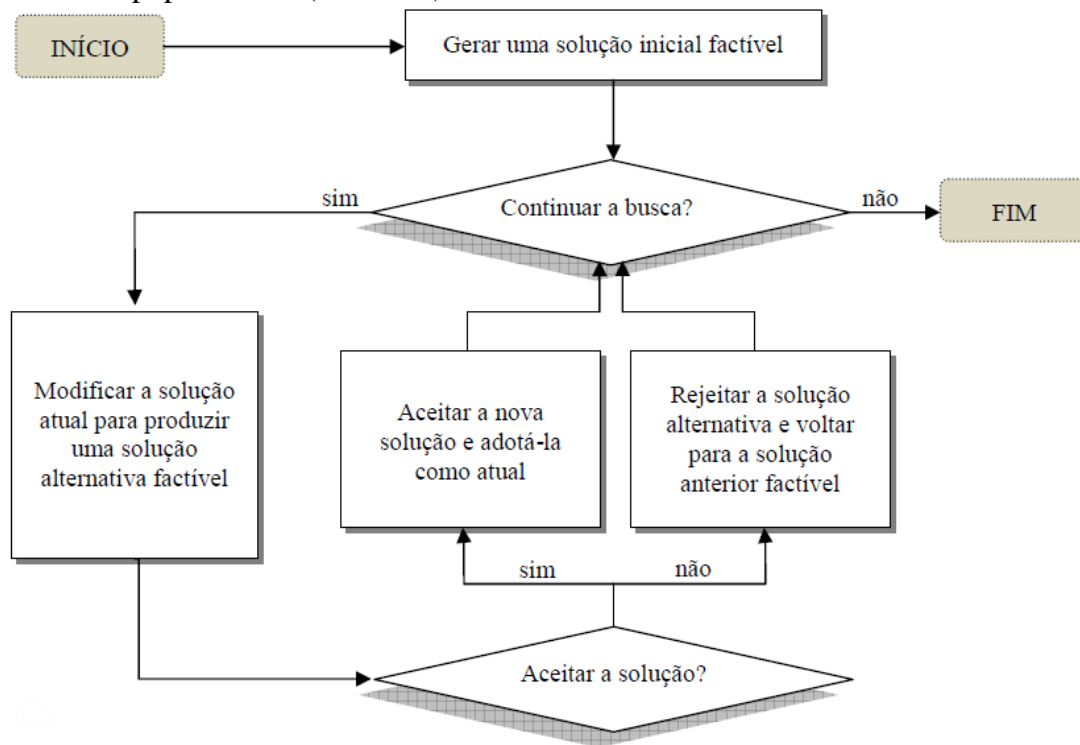 INÍCIO
Gerar uma solução inicial factível
sim
Continuar a busca?
não
FIM
Modificar a solução
atual para produzir
uma solução
alternativa factível
Aceitar a nova
solução e adotá-la
como atual
Rejeitar a solução
alternativa e voltar
para a solução
anterior factível
sim
não
Aceitar a solução?